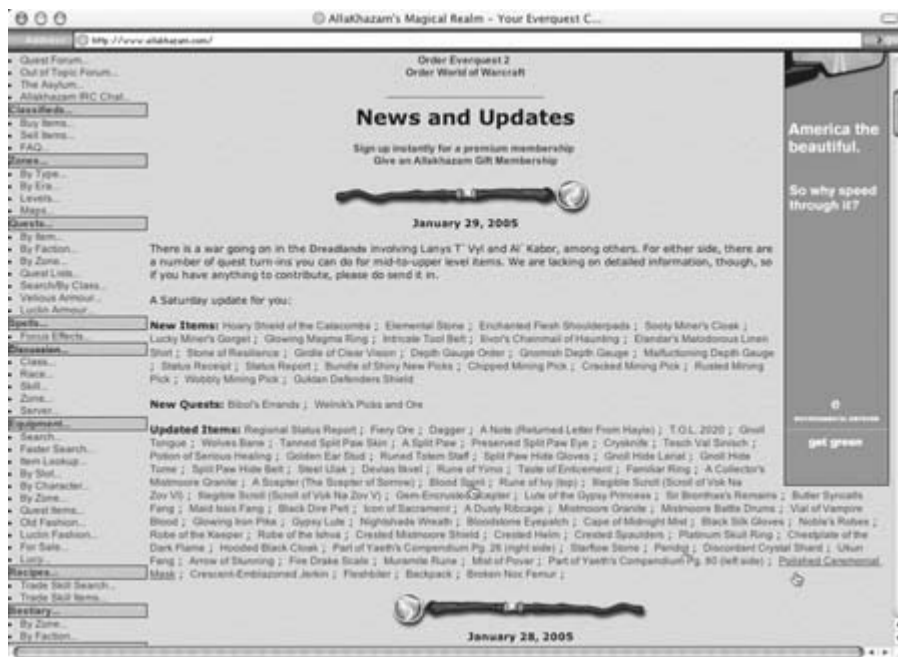 AllaKhazam's Magical Realm – Your Everquest C...
http://www.allakhazam.com/
Quest Forum...
Out of Topic Forum...
The Asylum...
Allakhazam IRC Chat...
Classifieds...
Buy Items...
Sell Items...
FAQ...
Zones...
By Type...
By Era...
Levels...
Maps...
Quests...
By Item...
By Faction...
By Zone...
Quest Lists...
Search/By Class...
Velious Armour...
Luclin Armour...
Spells...
Focus Effects...
Discussion...
Class...
Race...
Skill...
Zone...
Server...
Equipment...
Search...
Faster Search...
Item Lookup...
By Slot...
By Character...
By Zone...
Quest Items...
Old Fashion...
Luclin Fashion...
For Sale...
Lucy...
Recipes...
Trade Skill Search...
Trade Skill Items...
Bestiary...
By Zone...
By Faction...
Order Everquest 2
Order World of Warcraft
News and Updates
Sign up instantly for a premium membership
Give an Allakhazam Gift Membership
January 29, 2005
There is a war going on in the Dreadlands involving Lanys T`Vyl and Al`Kabor, among others. For either side, there are
a number of quest turn-ins you can do for mid-to-upper level items. We are lacking on detailed information, though, so
if you have anything to contribute, please do send it in.
A Saturday update for you:
New Items: Hoary Shield of the Catacombs ; Elemental Stone ; Enchanted Flesh Shoulderpads ; Sooty Miner's Cloak ;
Lucky Miner's Gorget ; Glowing Magma Ring ; Intricate Tool Belt ; Xivor's Chainmail of Haunting ; Elandar's Malodorous Linen
Shirt ; Stone of Resilience ; Girdle of Clear Vision ; Depth Gauge Order ; Gnomish Depth Gauge ; Malfunctioning Depth Gauge
; Status Receipt ; Status Report ; Bundle of Shiny New Picks ; Chipped Mining Pick ; Cracked Mining Pick ; Rusted Mining
Pick ; Wobbly Mining Pick ; Guktan Defenders Shield
New Quests: Bibol's Errands ; Welnik's Picks and Ore
Updated Items: Regional Status Report ; Fiery Ore ; Dagger ; A Note (Returned Letter From Hayle) ; T.O.L. 2020 ; Gnoll
Tongue ; Wolves Bane ; Tanned Split Paw Skin ; A Split Paw ; Preserved Split Paw Eye ; Crysknife ; Tesch Val Sinisch ;
Potion of Serious Healing ; Golden Ear Stud ; Runed Totem Staff ; Split Paw Hide Gloves ; Gnoll Hide Lariat ; Gnoll Hide
Tome ; Split Paw Hide Belt ; Steel Ulak ; Devlas Iksel ; Rune of Yimo ; Taste of Enticement ; Familiar Ring ; A Collector's
Mistmoore Granite ; A Scepter (The Scepter of Sorrow) ; Blood Saint ; Rune of Ivy (top) ; Illegible Scroll (Scroll of Vok Na
Zov VI) ; Illegible Scroll (Scroll of Vok Na Zov V) ; Gem-Encrusted Scepter ; Lute of the Gypsy Princess ; Sir Bronthas's Remains ; Butler Syncalls
Fang ; Maid Issis Fang ; Black Dire Pelt ; Icon of Sacrament ; A Dusty Ribcage ; Mistmoore Granite ; Mistmoore Battle Drums ; Vial of Vampire
Blood ; Glowing Iron Pike ; Gypsy Lute ; Nightshade Wreath ; Bloodstone Eyepatch ; Cape of Midnight Mist ; Black Silk Gloves ; Noble's Robes ;
Robe of the Keeper ; Robe of the Ishva ; Crested Mistmoore Shield ; Crested Helm ; Crested Spaulders ; Platinum Skull Ring ; Chestplate of the
Dark Flame ; Hooded Black Cloak ; Part of Yaeth's Compendium Pg. 26 (right side) ; Starfloe Stone ; Pendog ; Discordant Crystal Shard ; Ukun
Fang ; Arrow of Stunning ; Fire Drake Scale ; Muramite Rune ; Mist of Povar ; Part of Yaeth's Compendium Pg. 80 (left side) ; Polished Ceremonial
Mask ; Crescent-Emblazoned Jerkin ; Fleshbiter ; Backpack ; Broken Noc Femur ;
January 28, 2005
America the
beautiful.
So why speed
through it?
e
get green